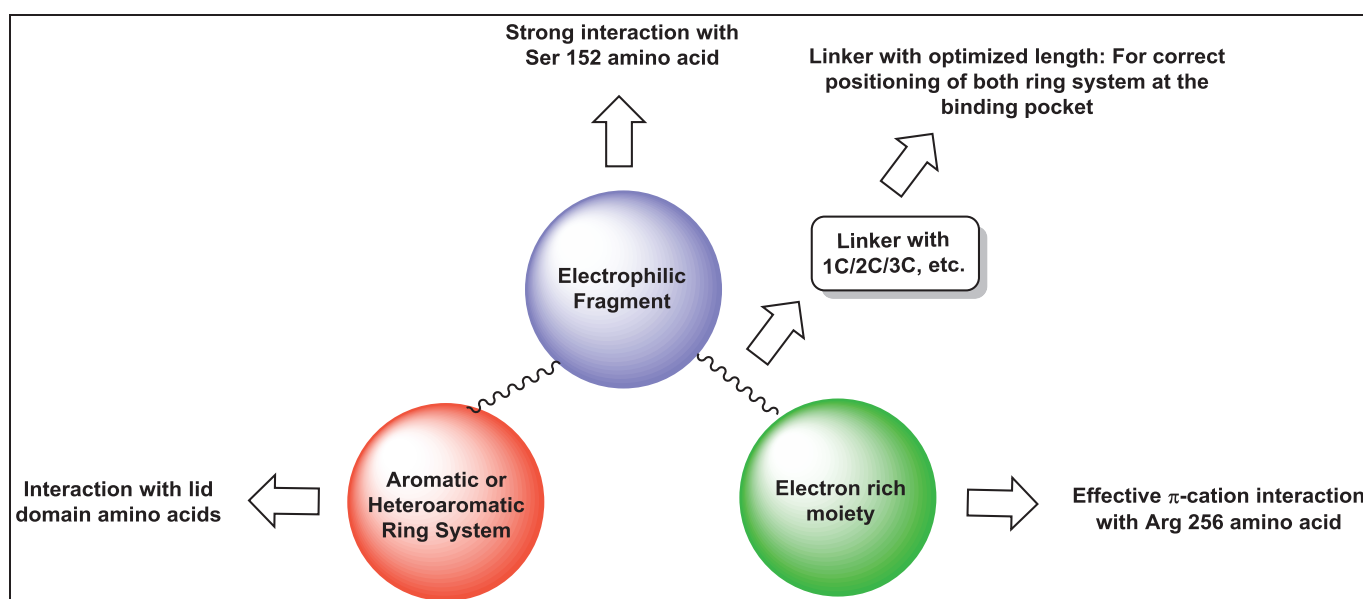 Strong interaction with
Ser 152 amino acid
Linker with optimized length: For correct
positioning of both ring system at the
binding pocket
Electrophilic
Fragment
Linker with
1C/2C/3C, etc.
Interaction with lid
domain amino acids
Aromatic or
Heteroaromatic
Ring System
Electron rich
moiety
Effective π-cation interaction
with Arg 256 amino acid